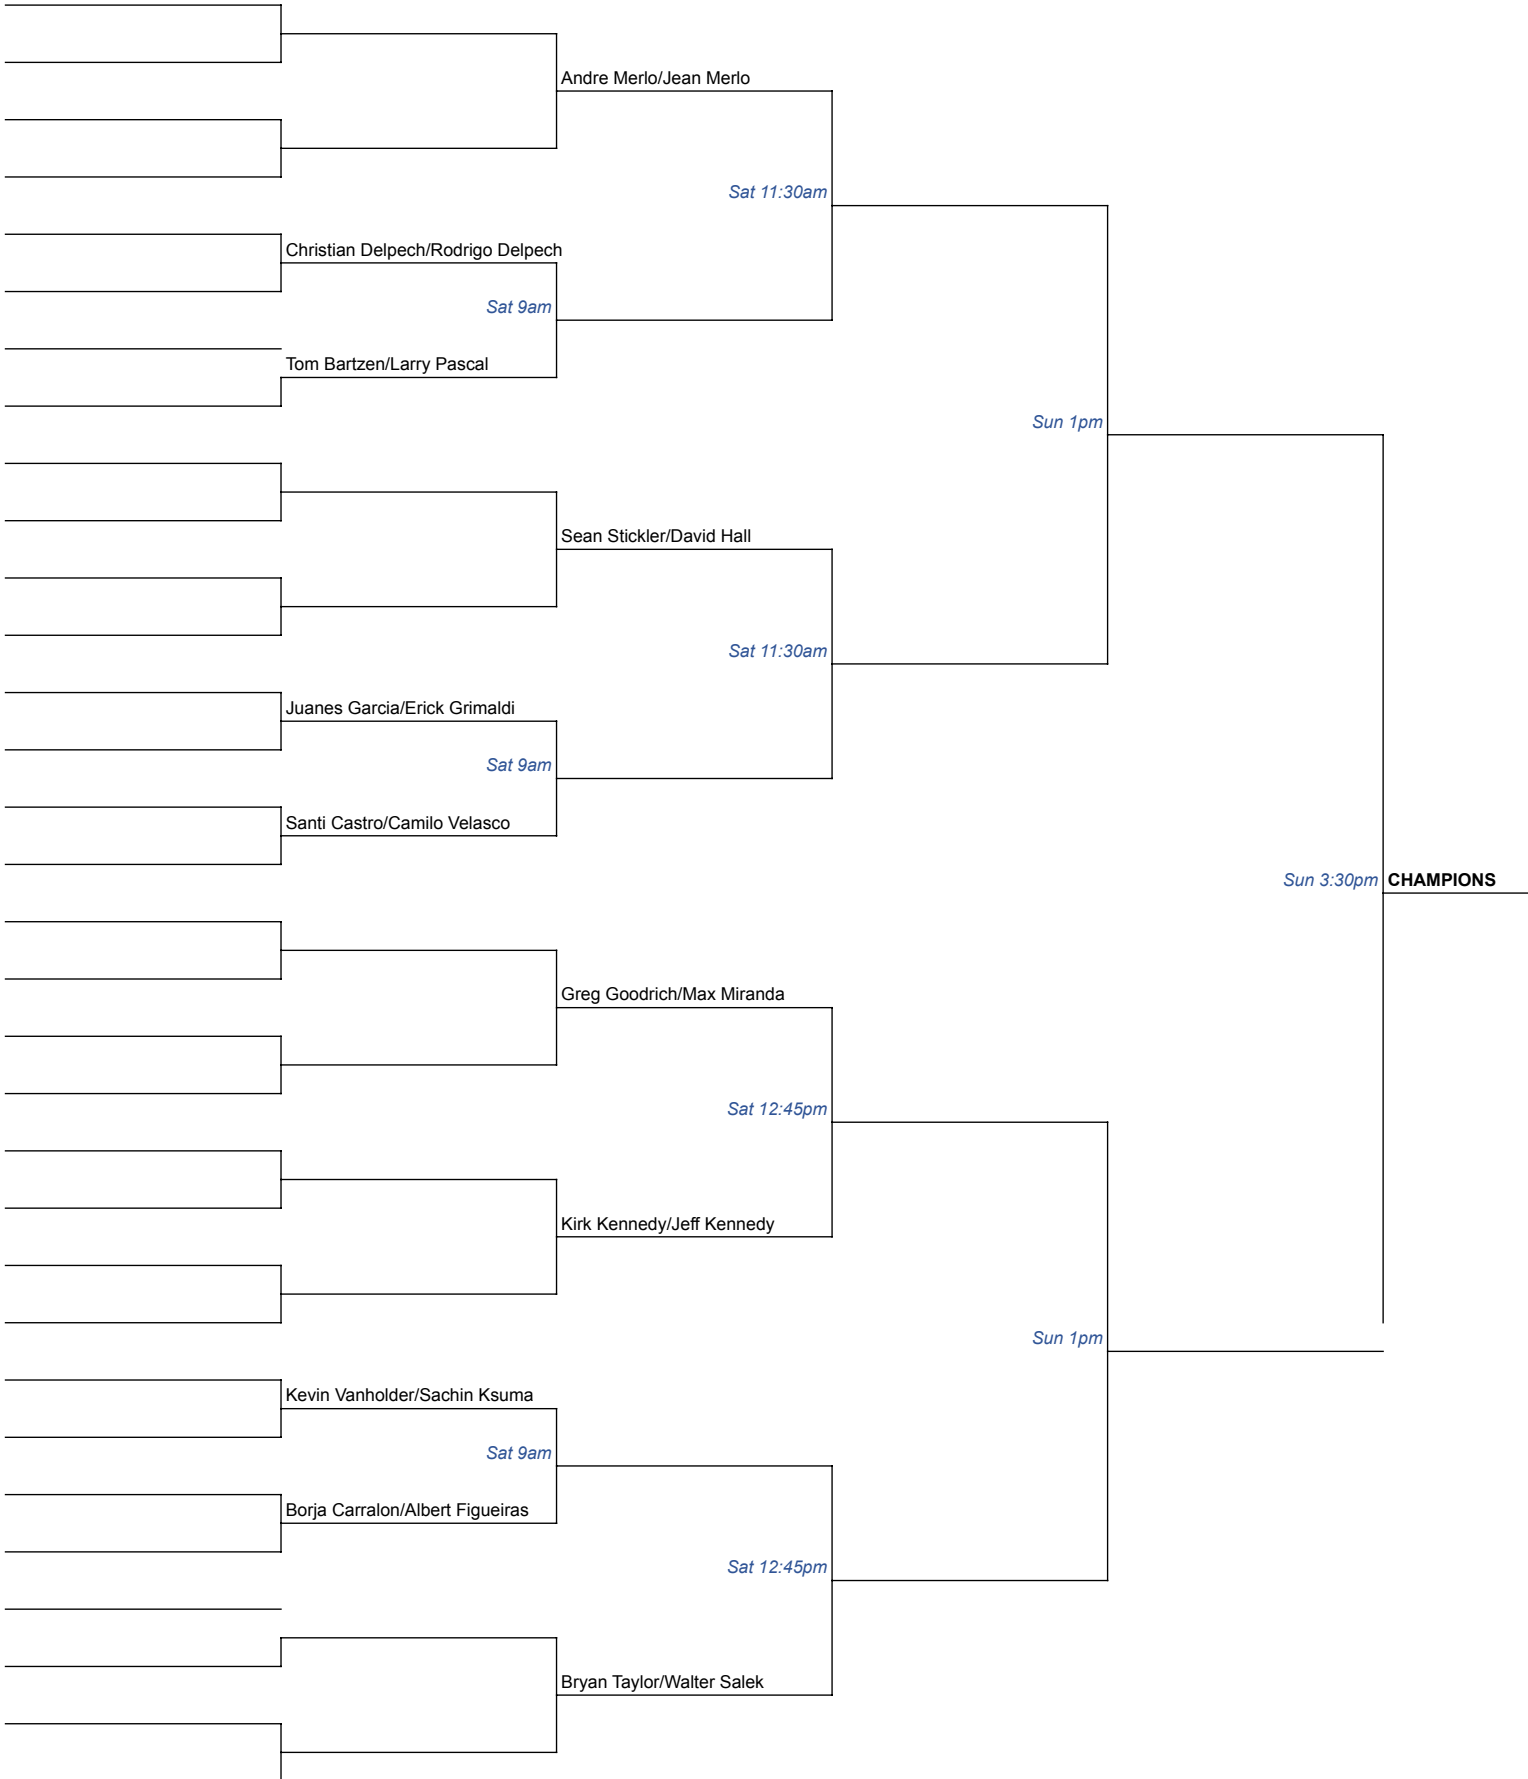 Andre Merlo/Jean Merlo
Sat 11:30am
Christian Delpech/Rodrigo Delpech
Sat 9am
Tom Bartzen/Larry Pascal
Sun 1pm
Sean Stickler/David Hall
Sat 11:30am
Juanes Garcia/Erick Grimaldi
Sat 9am
Santi Castro/Camilo Velasco
Sun 3:30pm CHAMPIONS
Greg Goodrich/Max Miranda
Sat 12:45pm
Kirk Kennedy/Jeff Kennedy
Sun 1pm
Kevin Vanholder/Sachin Ksuma
Sat 9am
Borja Carralon/Albert Figueiras
Sat 12:45pm
Bryan Taylor/Walter Salek